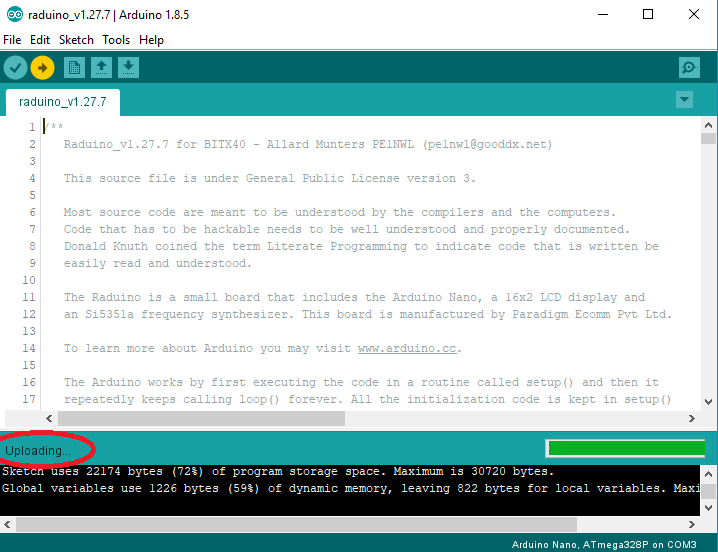 raduino_v1.27.7 | Arduino 1.8.5
File Edit Sketch Tools Help
raduino_v1.27.7
1 /**
2 Raduino_v1.27.7 for BITX40 - Allard Munters PE1NWL (pe1nwl@gooddx.net)
3
4 This source file is under General Public License version 3.
5
6 Most source code are meant to be understood by the compilers and the computers.
7 Code that has to be hackable needs to be well understood and properly documented.
8 Donald Knuth coined the term Literate Programming to indicate code that is written be
9 easily read and understood.
10
11 The Raduino is a small board that includes the Arduino Nano, a 16x2 LCD display and
12 an Si5351a frequency synthesizer. This board is manufactured by Paradigm Ecomm Pvt Ltd.
13
14 To learn more about Arduino you may visit www.arduino.cc.
15
16 The Arduino works by first executing the code in a routine called setup() and then it
17 repeatedly keeps calling loop() forever. All the initialization code is kept in setup()
Uploading...
Sketch uses 22174 bytes (72%) of program storage space. Maximum is 30720 bytes.
Global variables use 1226 bytes (59%) of dynamic memory, leaving 822 bytes for local variables. Maxi
Arduino Nano, ATmega328P on COM3